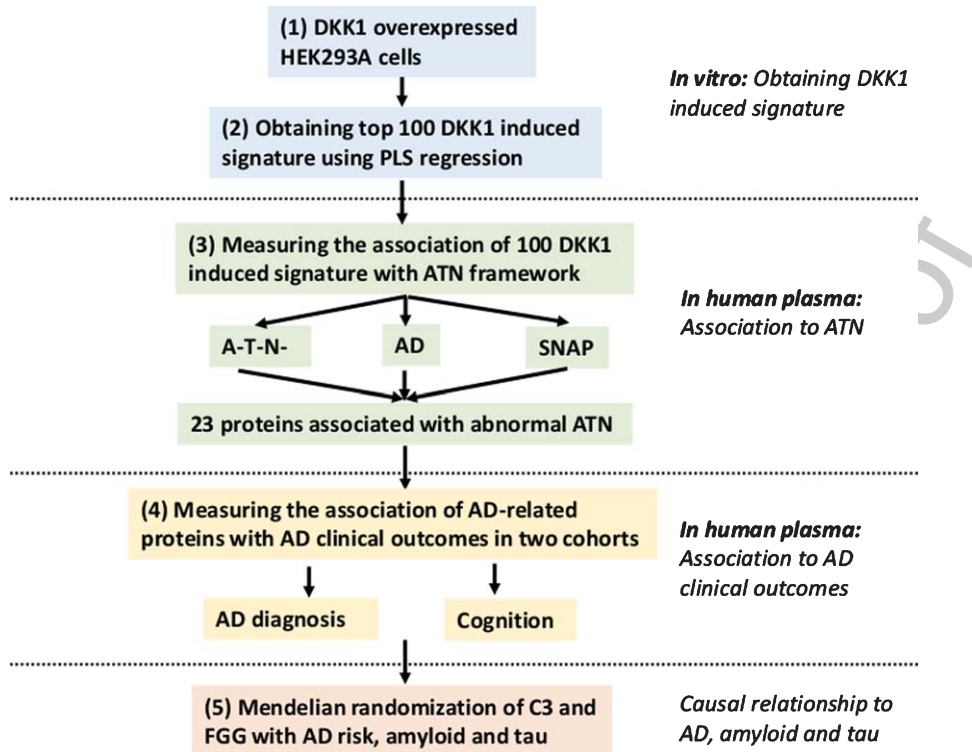 (1) DKK1 overexpressed
HEK293A cells
In vitro: Obtaining DKK1
induced signature
(2) Obtaining top 100 DKK1 induced
signature using PLS regression
(3) Measuring the association of 100 DKK1
induced signature with ATN framework
In human plasma:
Association to ATN
A-T-N-
AD
SNAP
23 proteins associated with abnormal ATN
(4) Measuring the association of AD-related
proteins with AD clinical outcomes in two cohorts
In human plasma:
Association to AD
clinical outcomes
AD diagnosis
Cognition
(5) Mendelian randomization of C3 and
FGG with AD risk, amyloid and tau
Causal relationship to
AD, amyloid and tau